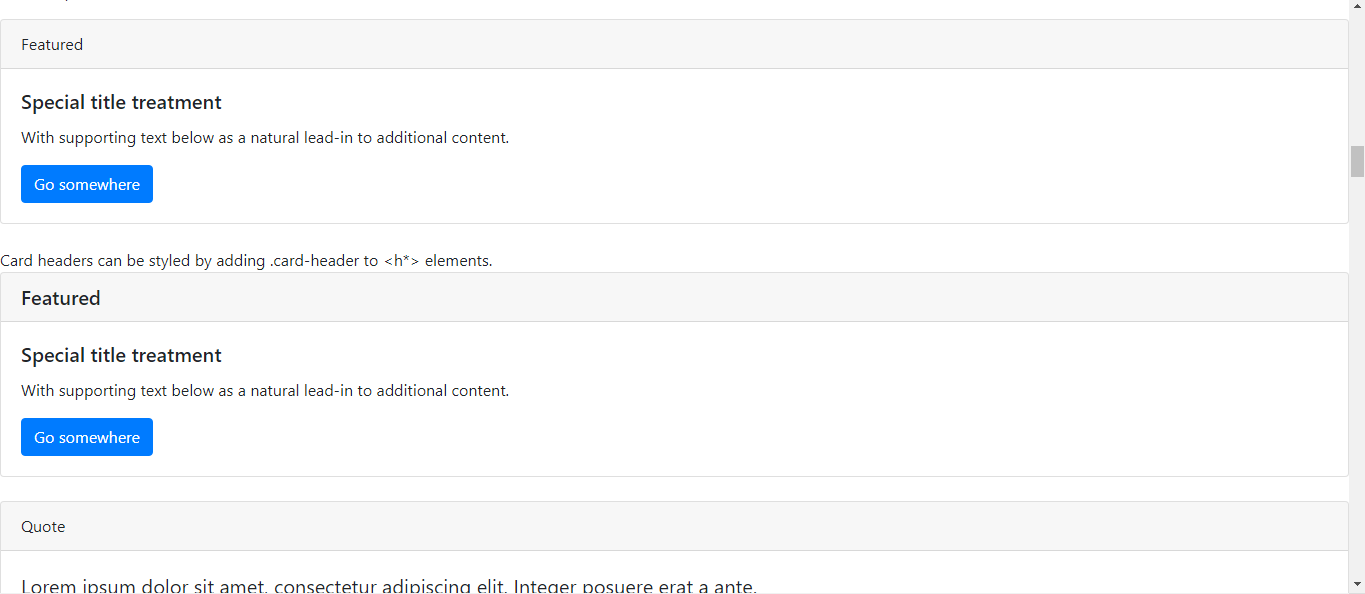 Featured
Special title treatment
With supporting text below as a natural lead-in to additional content.
Go somewhere
Card headers can be styled by adding .card-header to <h*> elements.
Featured
Special title treatment
With supporting text below as a natural lead-in to additional content.
Go somewhere
Quote
Lorem ipsum dolor sit amet, consectetur adipiscing elit. Integer posuere erat a ante.